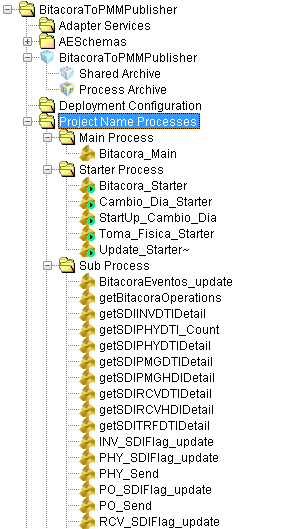 BitacoraToPMMPublisher
Adapter Services
AESchemas
BitacoraToPMMPublisher
Shared Archive
Process Archive
Deployment Configuration
Project Name Processes
Main Process
Bitacora_Main
Starter Process
Bitacora_Starter
Cambio_Dia_Starter
StartUp_Cambio_Dia
Toma_Fisica_Starter
Update_Starter~
Sub Process
BitacoraEventos_update
getBitacoraOperations
getSDIINVDTIDetail
getSDIPHYDTI_Count
getSDIPHYDTIDetail
getSDIPMGDTIDetail
getSDIPMGHDIDetail
getSDIRCVDTIDetail
getSDIRCVHDIDetail
getSDITRFDTIDetail
INV_SDIFlag_update
PHY_SDIFlag_update
PHY_Send
PO_SDIFlag_update
PO_Send
RCV_SDIFlag_update